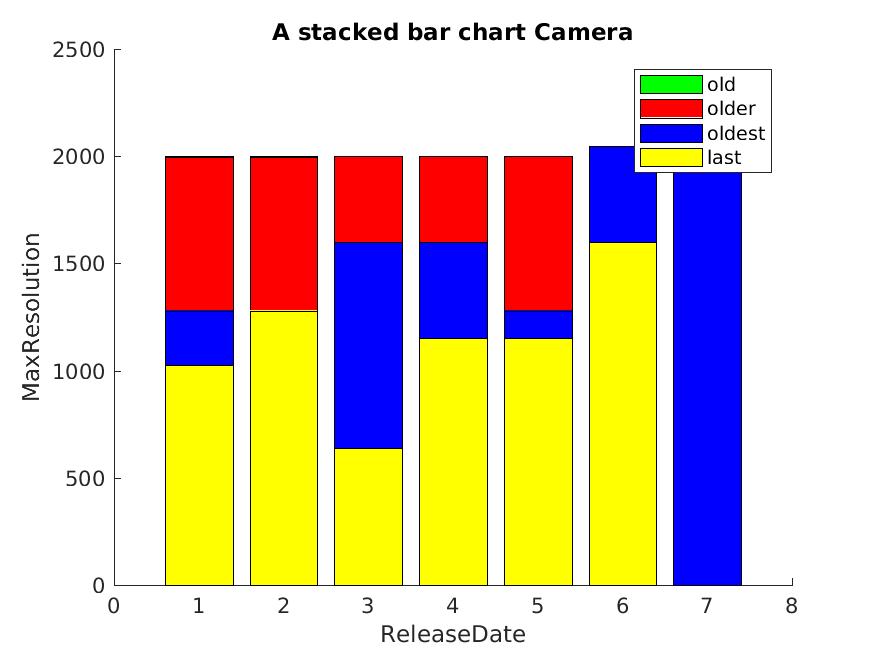 A stacked bar chart Camera
2500
2000
1500
1000
500
0
MaxResolution
old
older
oldest
last
0 1 2 3 4 5 6 7 8
ReleaseDate